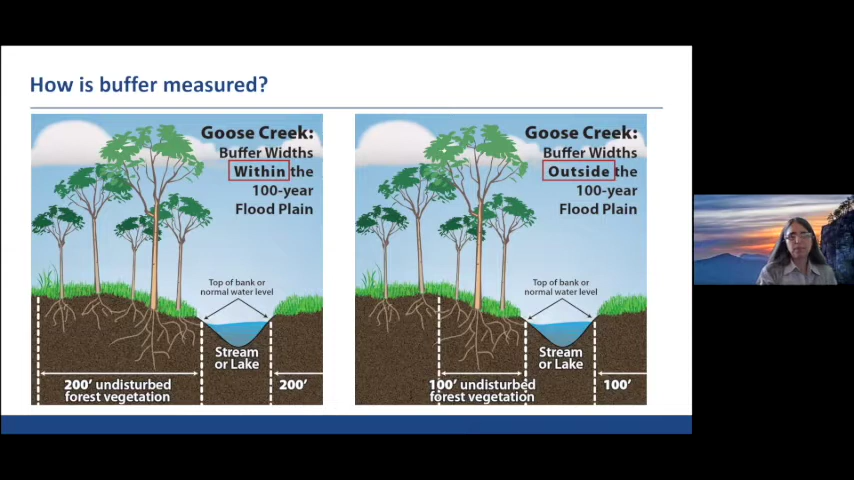 How is buffer measured?
Goose Creek:
Buffer Widths
Within the
100-year
Flood Plain
Top of bank or
normal water level
Stream
or Lake
200' undisturbed
forest vegetation
200'
Goose Creek:
Buffer Widths
Outside the
100-year
Flood Plain
Top of bank or
normal water level
Stream
or Lake
100' undisturbed
forest vegetation
100'